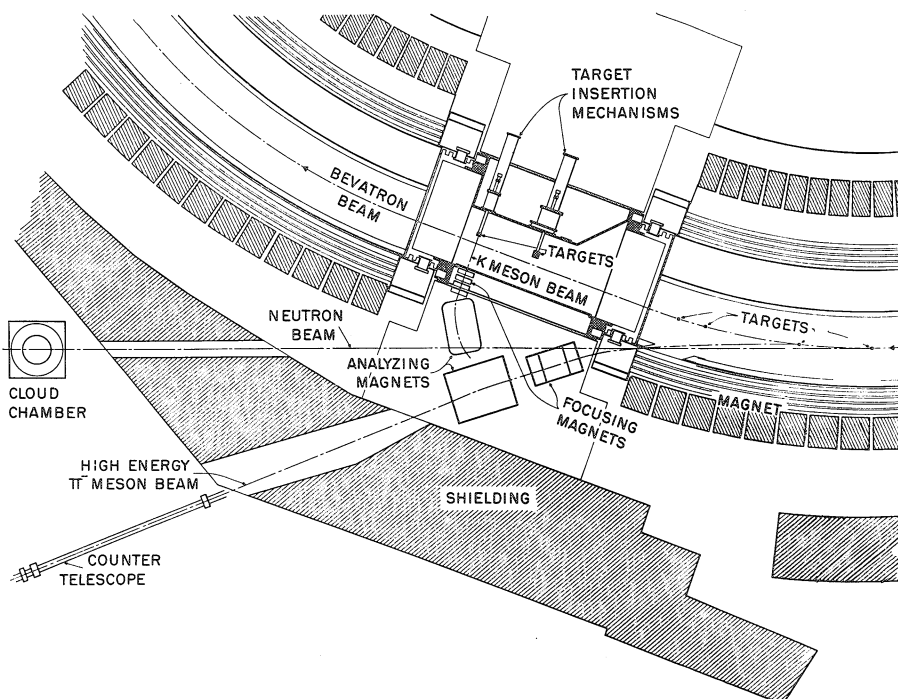 TARGET
INSERTION
MECHANISMS
BEVATRON
BEAM
TARGETS
+K MESON BEAM
TARGETS
NEUTRON
BEAM
ANALYZING
MAGNETS
CLOUD
CHAMBER
MAGNET
FOCUSING
MAGNETS
HIGH ENERGY
π⁻ MESON BEAM
SHIELDING
COUNTER
TELESCOPE